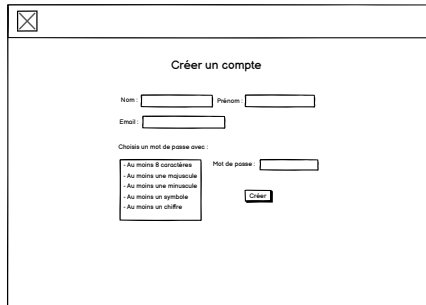 Créer un compte
Nom : Prénom :
Email :
Choisis un mot de passe avec :
- Au moins 8 caractères Mot de passe :
- Au moins une majuscule
- Au moins une minuscule
- Au moins un symbole Créer
- Au moins un chiffre